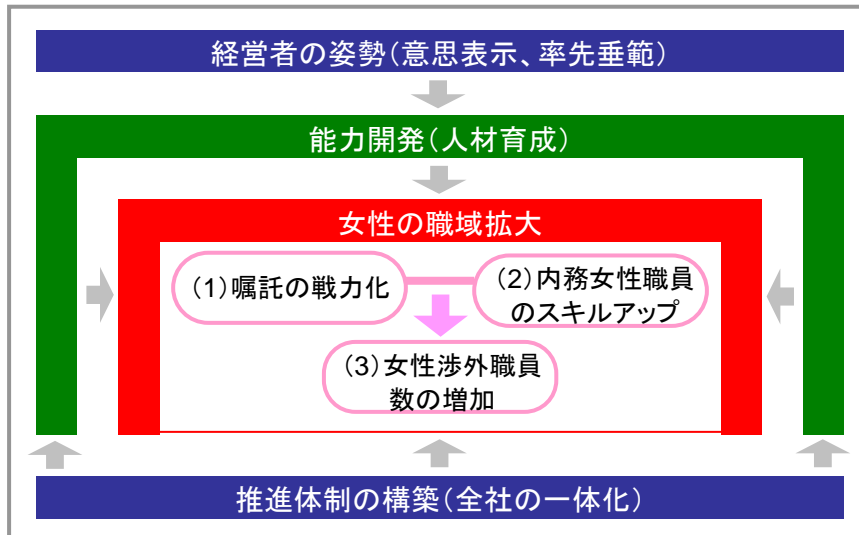 経営者の姿勢（意思表示、率先垂範）
能力開発（人材育成）
女性の職域拡大
（1）嘱託の戦力化
（2）内務女性職員
のスキルアップ
（3）女性渉外職員
数の増加
推進体制の構築（全社の一体化）